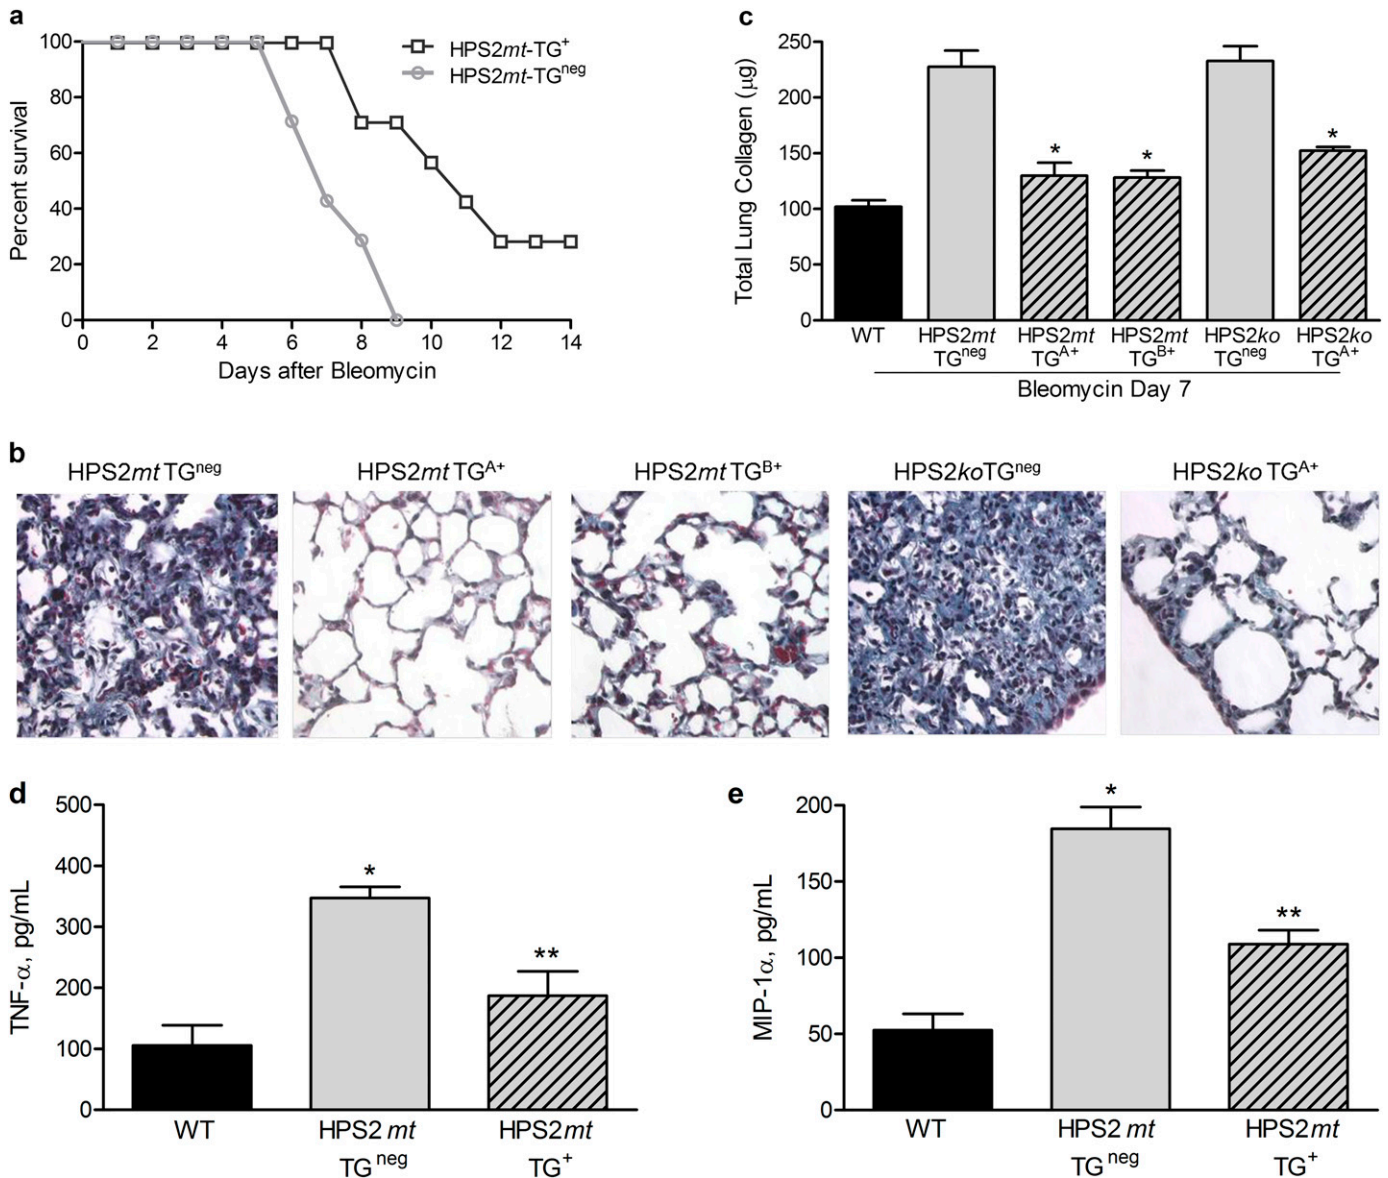 a
100
80
60
40
20
0
Percent survival
0 2 4 6 8 10 12 14
Days after Bleomycin
HPS2mt-TG+
HPS2mt-TGneg
c
250
200
150
100
50
0
Total Lung Collagen (µg)
* * *
WT HPS2mt HPS2mt HPS2mt HPS2ko HPS2ko
TGneg TGA+ TGB+ TGneg TGA+
Bleomycin Day 7
b
HPS2mt TGneg HPS2mt TGA+ HPS2mt TGB+ HPS2koTGneg HPS2ko TGA+
d
500
400
300
200
100
0
TNF-α, pg/mL
*
**
WT HPS2 mt HPS2mt
TG neg TG+
e
200
150
100
50
0
MIP-1α, pg/mL
*
**
WT HPS2 mt HPS2mt
TG neg TG+